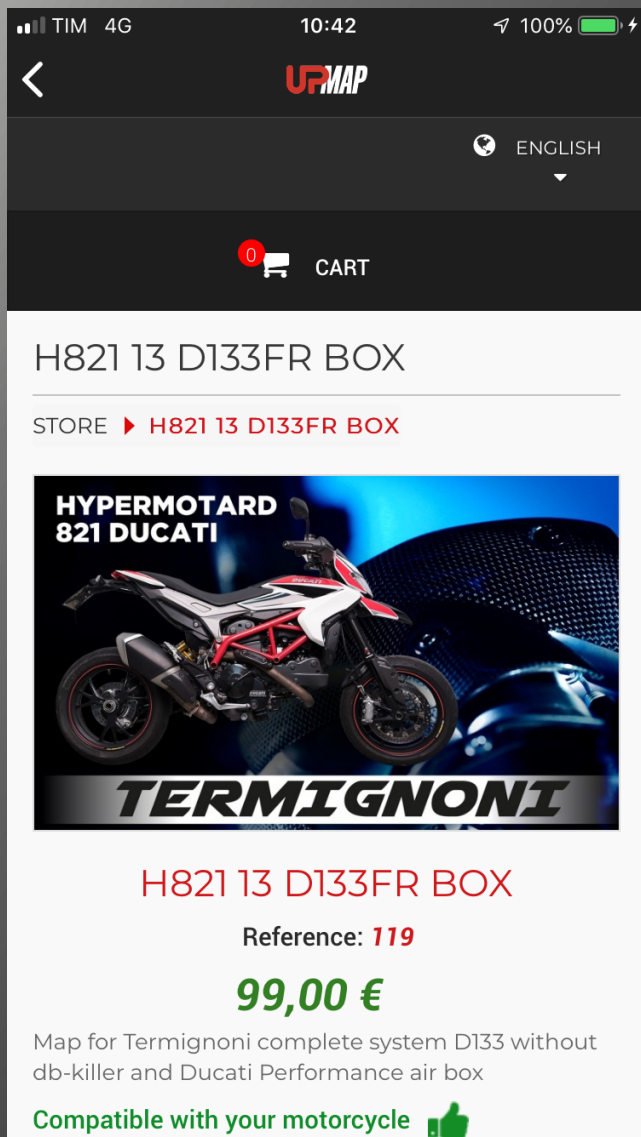 TIM 4G 10:42 100%
UPMAP
ENGLISH
0 CART
H821 13 D133FR BOX
STORE H821 13 D133FR BOX
HYPERMOTARD
821 DUCATI
DUCATI
TERMIGNONI
H821 13 D133FR BOX
Reference: 119
99,00 €
Map for Termignoni complete system D133 without
db-killer and Ducati Performance air box
Compatible with your motorcycle